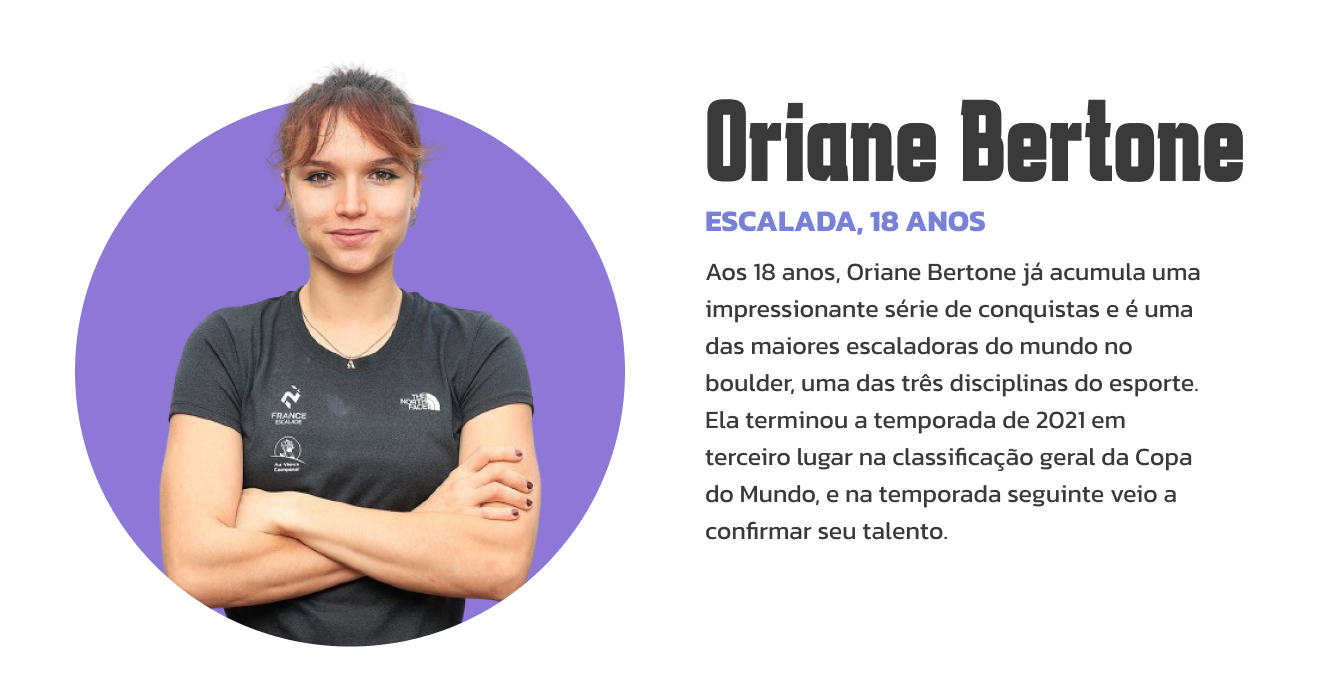 Oriane Bertone
ESCALADA, 18 ANOS
Aos 18 anos, Oriane Bertone já acumula uma
impressionante série de conquistas e é uma
das maiores escaladoras do mundo no
boulder, uma das três disciplinas do esporte.
Ela terminou a temporada de 2021 em
terceiro lugar na classificação geral da Copa
do Mundo, e na temporada seguinte veio a
confirmar seu talento.
FRANCE
ESCALADE
THE
NORTH
FACE
Au Vieux
Campeur